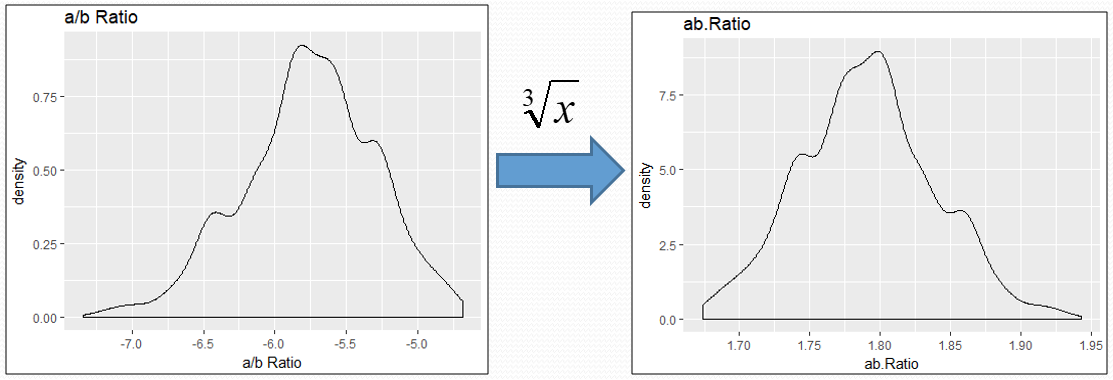 a/b Ratio
density
0.75
0.50
0.25
0.00
-7.0 -6.5 -6.0 -5.5 -5.0
a/b Ratio
∛x
ab.Ratio
density
7.5
5.0
2.5
0.0
1.70 1.75 1.80 1.85 1.90 1.95
ab.Ratio